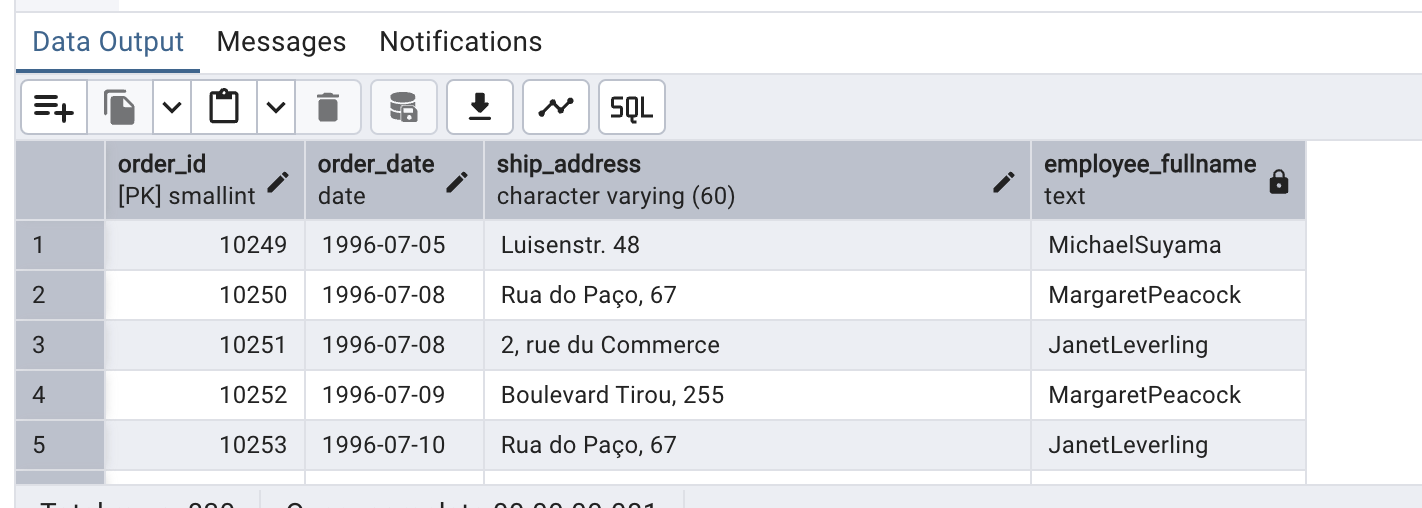 Data Output Messages Notifications
SQL
order_id order_date ship_address employee_fullname
[PK] smallint date character varying (60) text
1 10249 1996-07-05 Luisenstr. 48 MichaelSuyama
2 10250 1996-07-08 Rua do Paço, 67 MargaretPeacock
3 10251 1996-07-08 2, rue du Commerce JanetLeverling
4 10252 1996-07-09 Boulevard Tirou, 255 MargaretPeacock
5 10253 1996-07-10 Rua do Paço, 67 JanetLeverling